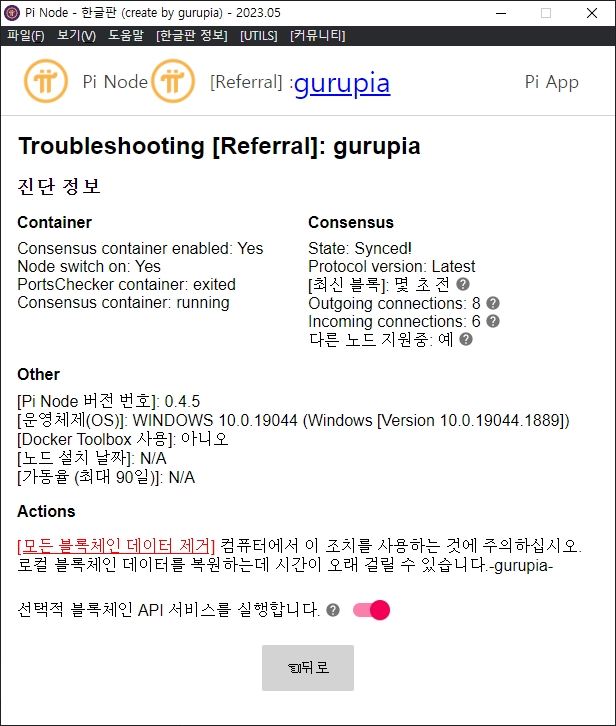 Pi Node - 한글판 (create by gurupia) - 2023.05
파일(F) 보기(V) 도움말 [한글판 정보] [UTILS] [커뮤니티]
Pi Node [Referral] :gurupia Pi App
Troubleshooting [Referral]: gurupia
진단 정보
Container
Consensus container enabled: Yes
Node switch on: Yes
PortsChecker container: exited
Consensus container: running
Consensus
State: Synced!
Protocol version: Latest
[최신 블록]: 몇 초 전 ?
Outgoing connections: 8 ?
Incoming connections: 6 ?
다른 노드 지원중: 예 ?
Other
[Pi Node 버전 번호]: 0.4.5
[운영체제(OS)]: WINDOWS 10.0.19044 (Windows [Version 10.0.19044.1889])
[Docker Toolbox 사용]: 아니오
[노드 설치 날짜]: N/A
[가동율 (최대 90일)]: N/A
Actions
[모든 블록체인 데이터 제거] 컴퓨터에서 이 조치를 사용하는 것에 주의하십시오.
로컬 블록체인 데이터를 복원하는데 시간이 오래 걸릴 수 있습니다.-gurupia-
선택적 블록체인 API 서비스를 실행합니다. ?
☜뒤로